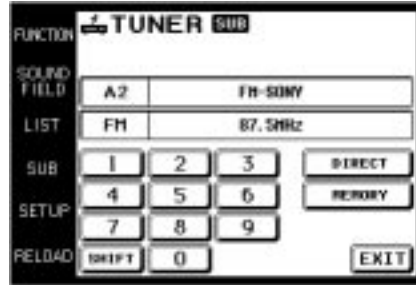 FUNCTION
TUNER SUB
SOUND FIELD
A2 FM-SONY
LIST
FM 87.5MHz
SUB
1 2 3 DIRECT
4 5 6 MEMORY
SETUP
7 8 9
RELOAD
SHIFT 0 EXIT